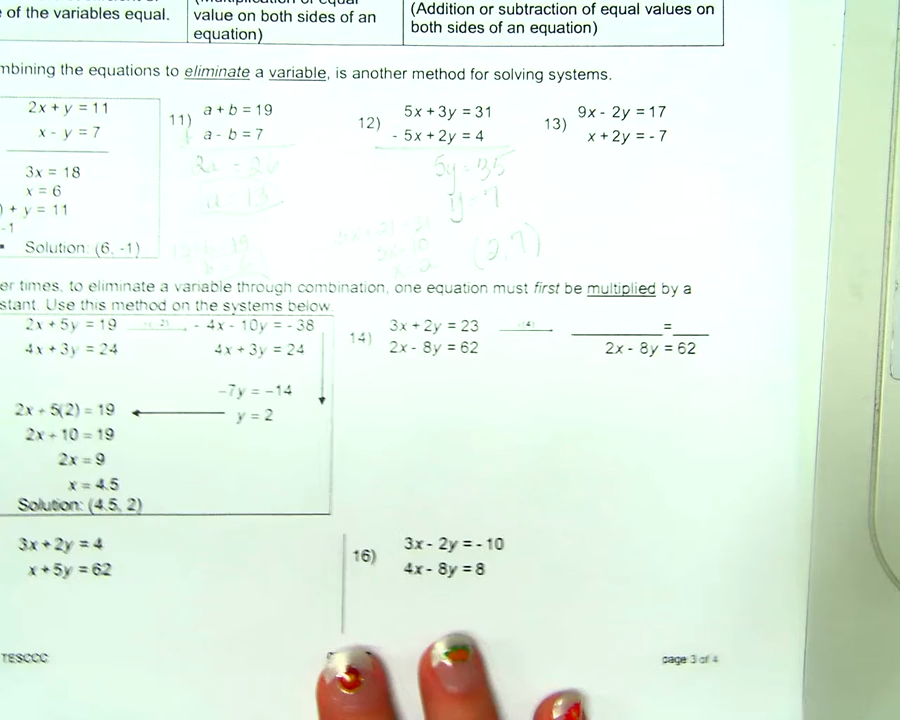 of the variables equal.
value on both sides of an
equation)
(Addition or subtraction of equal values on
both sides of an equation)
the equations to eliminate a variable, is another method for solving systems.
2x + y = 11
x - y = 7
3x = 18
x = 6
+ y = 11
-1
Solution: (6, -1)
11) a + b = 19
a - b = 7
12) 5x + 3y = 31
- 5x + 2y = 4
5y = 35
y = 7
(2,7)
13) 9x - 2y = 17
x + 2y = - 7
times, to eliminate a variable through combination, one equation must first be multiplied by a
Use this method on the systems below
2x + 5y = 19 - 4x - 10y = - 38
4x + 3y = 24 4x + 3y = 24
-7y = -14
y = 2
2x + 5(2) = 19
2x + 10 = 19
2x = 9
x = 4.5
Solution: (4.5, 2)
14) 3x + 2y = 23 (4) ______=____
2x - 8y = 62 2x - 8y = 62
3x + 2y = 4
x + 5y = 62
16) 3x - 2y = - 10
4x - 8y = 8
TESCCC
page 3 of 4